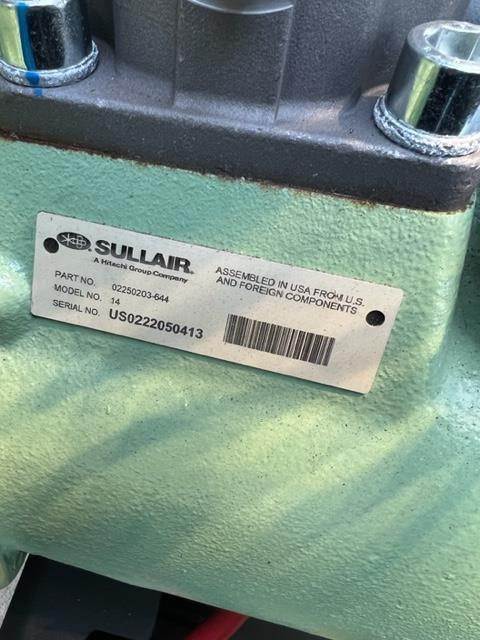 SULLAIR
A Hitachi Group Company
PART NO. 02250203-644
MODEL NO. 14
SERIAL NO. US0222050413
ASSEMBLED IN USA FROM U.S.
AND FOREIGN COMPONENTS